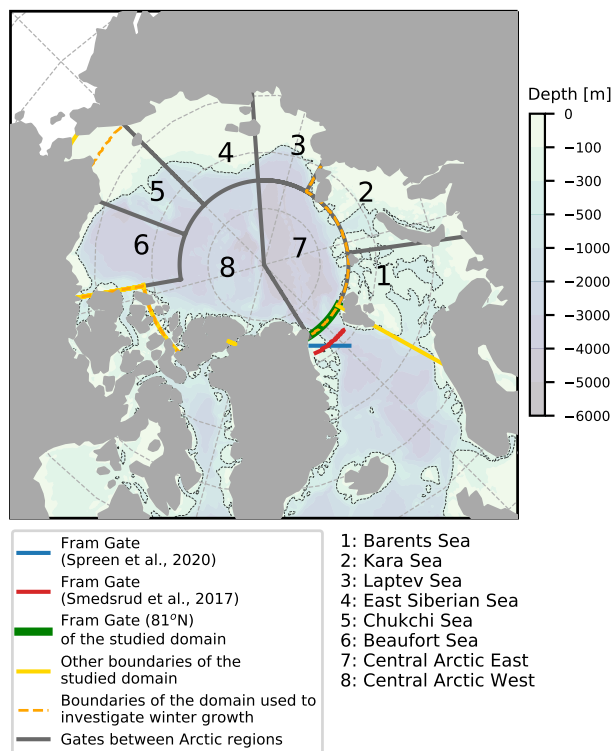 Depth [m]
0
−100
−300
−500
−1000
−2000
−3000
−4000
−5000
−6000
1
2
3
4
5
6
7
8
Fram Gate
(Spreen et al., 2020)
Fram Gate
(Smedsrud et al., 2017)
Fram Gate (81°N)
of the studied domain
Other boundaries of the
studied domain
Boundaries of the domain used to
investigate winter growth
Gates between Arctic regions
1: Barents Sea
2: Kara Sea
3: Laptev Sea
4: East Siberian Sea
5: Chukchi Sea
6: Beaufort Sea
7: Central Arctic East
8: Central Arctic West